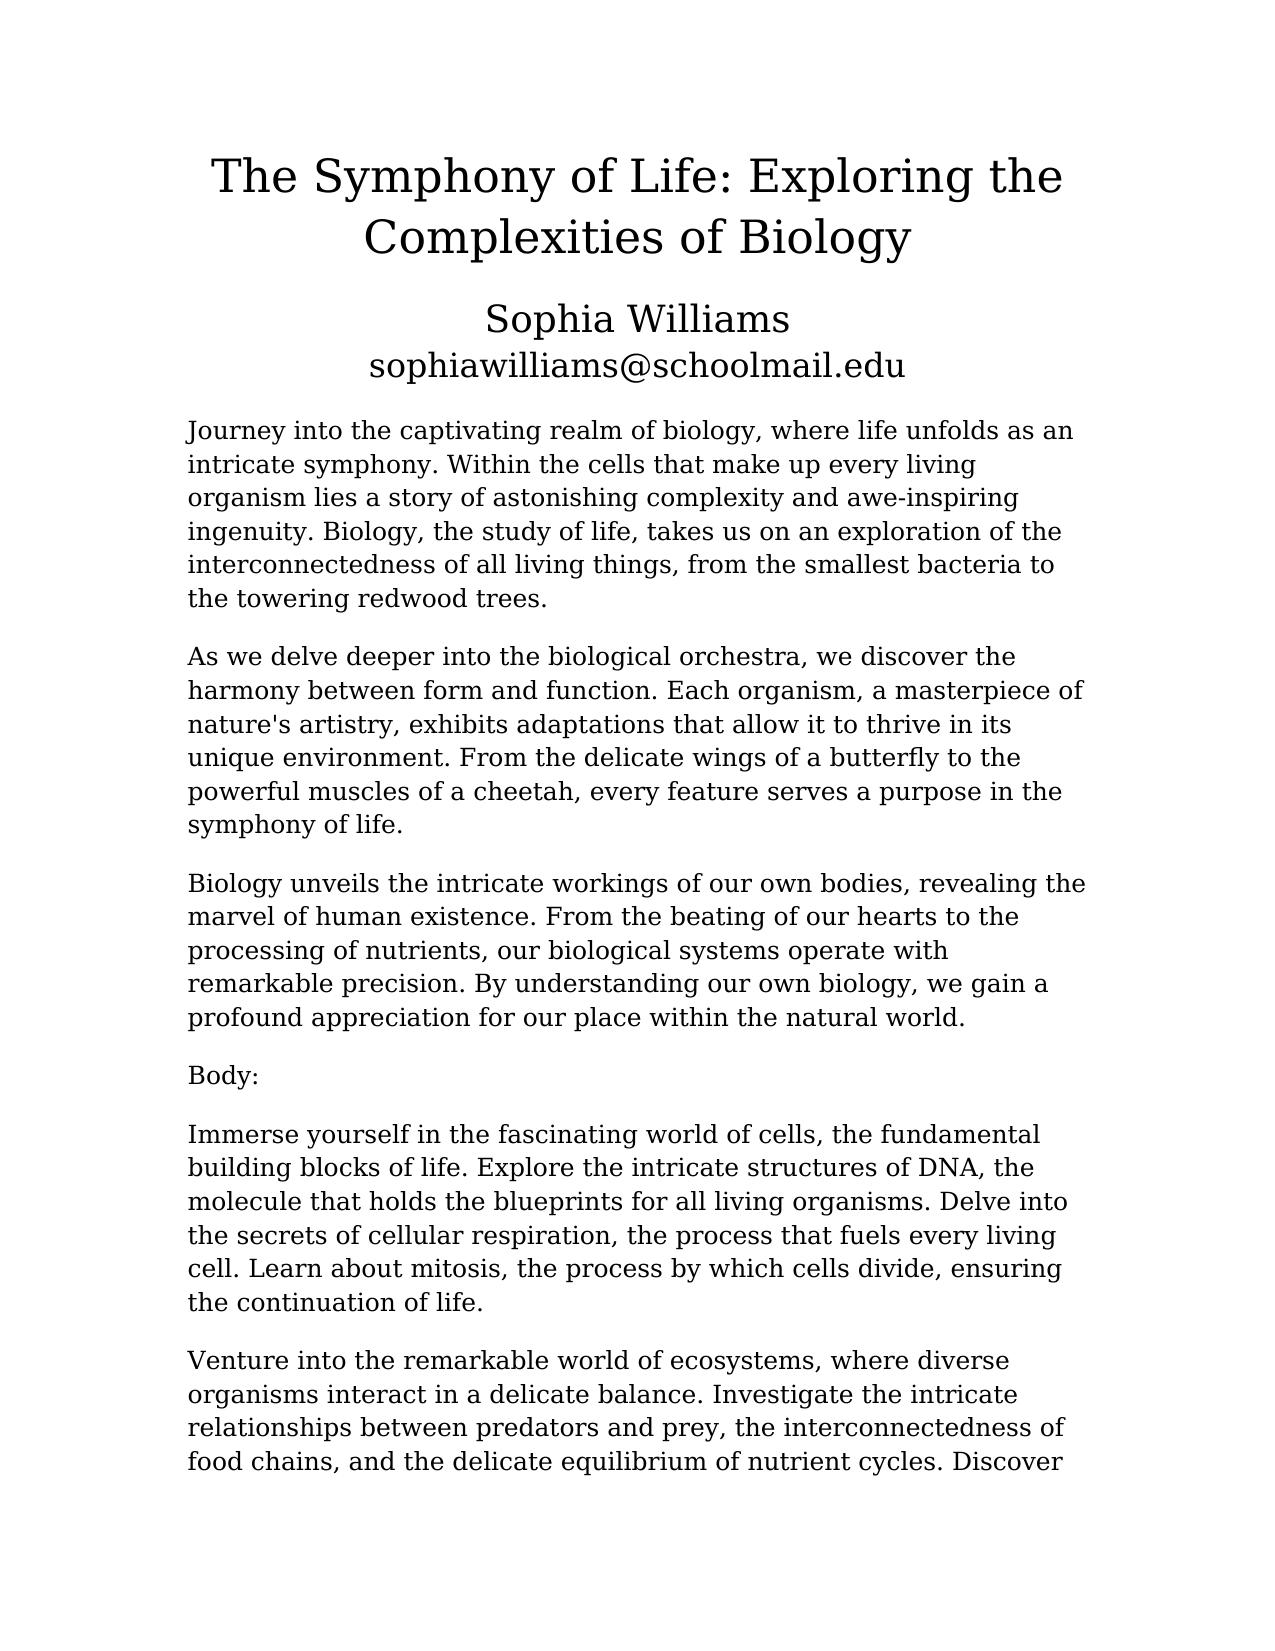 The Symphony of Life: Exploring the
Complexities of Biology
Sophia Williams
sophiawilliams@schoolmail.edu
Journey into the captivating realm of biology, where life unfolds as an
intricate symphony. Within the cells that make up every living
organism lies a story of astonishing complexity and awe-inspiring
ingenuity. Biology, the study of life, takes us on an exploration of the
interconnectedness of all living things, from the smallest bacteria to
the towering redwood trees.
As we delve deeper into the biological orchestra, we discover the
harmony between form and function. Each organism, a masterpiece of
nature's artistry, exhibits adaptations that allow it to thrive in its
unique environment. From the delicate wings of a butterfly to the
powerful muscles of a cheetah, every feature serves a purpose in the
symphony of life.
Biology unveils the intricate workings of our own bodies, revealing the
marvel of human existence. From the beating of our hearts to the
processing of nutrients, our biological systems operate with
remarkable precision. By understanding our own biology, we gain a
profound appreciation for our place within the natural world.
Body:
Immerse yourself in the fascinating world of cells, the fundamental
building blocks of life. Explore the intricate structures of DNA, the
molecule that holds the blueprints for all living organisms. Delve into
the secrets of cellular respiration, the process that fuels every living
cell. Learn about mitosis, the process by which cells divide, ensuring
the continuation of life.
Venture into the remarkable world of ecosystems, where diverse
organisms interact in a delicate balance. Investigate the intricate
relationships between predators and prey, the interconnectedness of
food chains, and the delicate equilibrium of nutrient cycles. Discover